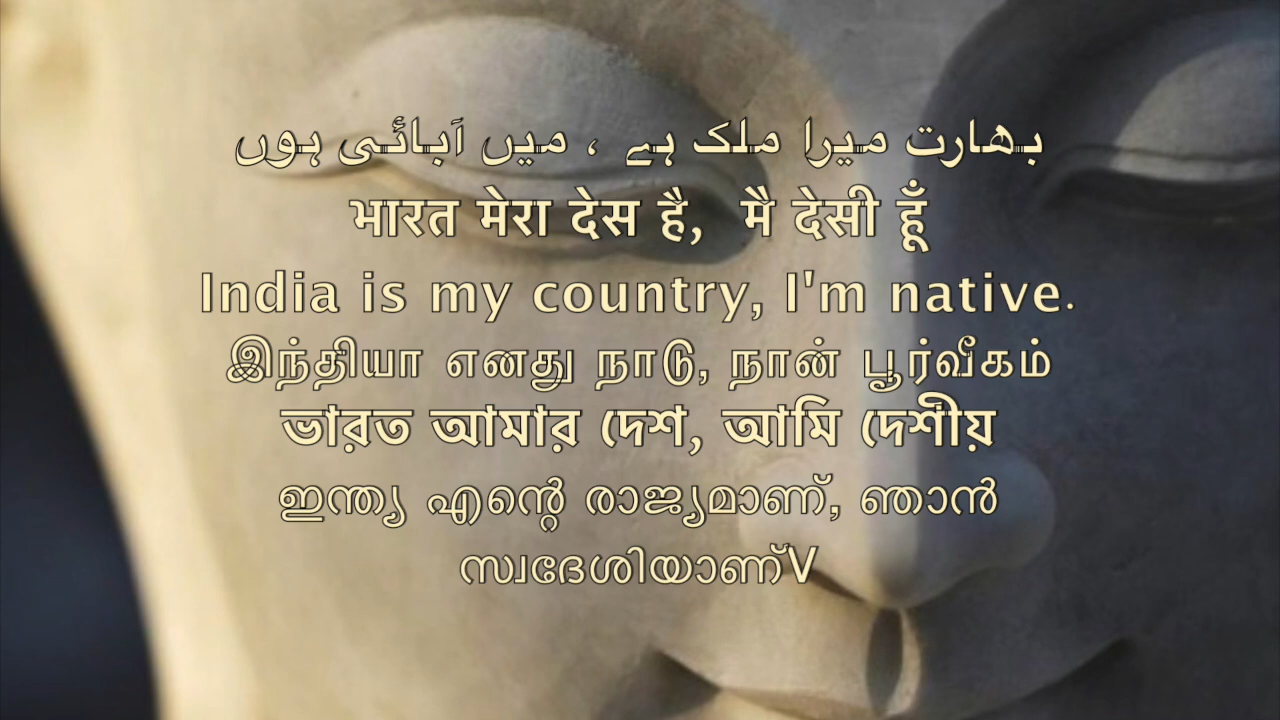 بھارت میرا ملک ہے ، میں آبائی ہوں
भारत मेरा देस है, मै देसी हूँ
India is my country, I'm native.
இந்தியா எனது நாடு, நான் பூர்வீகம்
ভারত আমার দেশ, আমি দেশীয়
ഇന്ത്യ എന്റെ രാജ്യമാണ്, ഞാൻ
സ്വദേശിയാണ്V